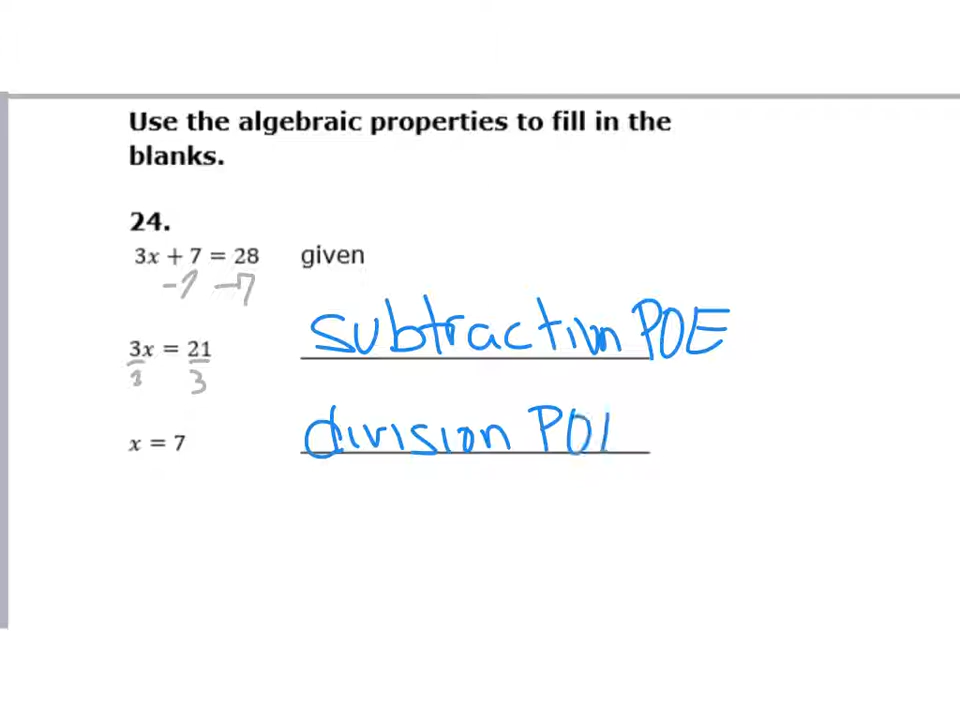 Use the algebraic properties to fill in the
blanks.
24.
3x + 7 = 28 given
-7 -7
subtraction POE
3x = 21
3 3
division PO
x = 7